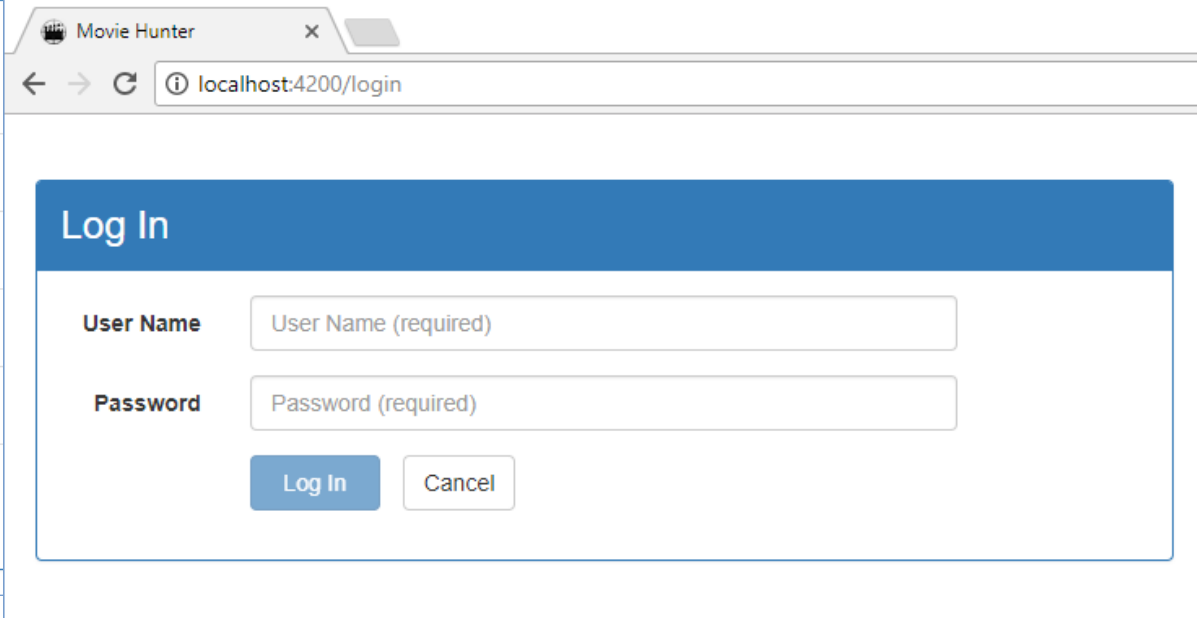 Movie Hunter
localhost:4200/login
Log In
User Name User Name (required)
Password Password (required)
Log In Cancel